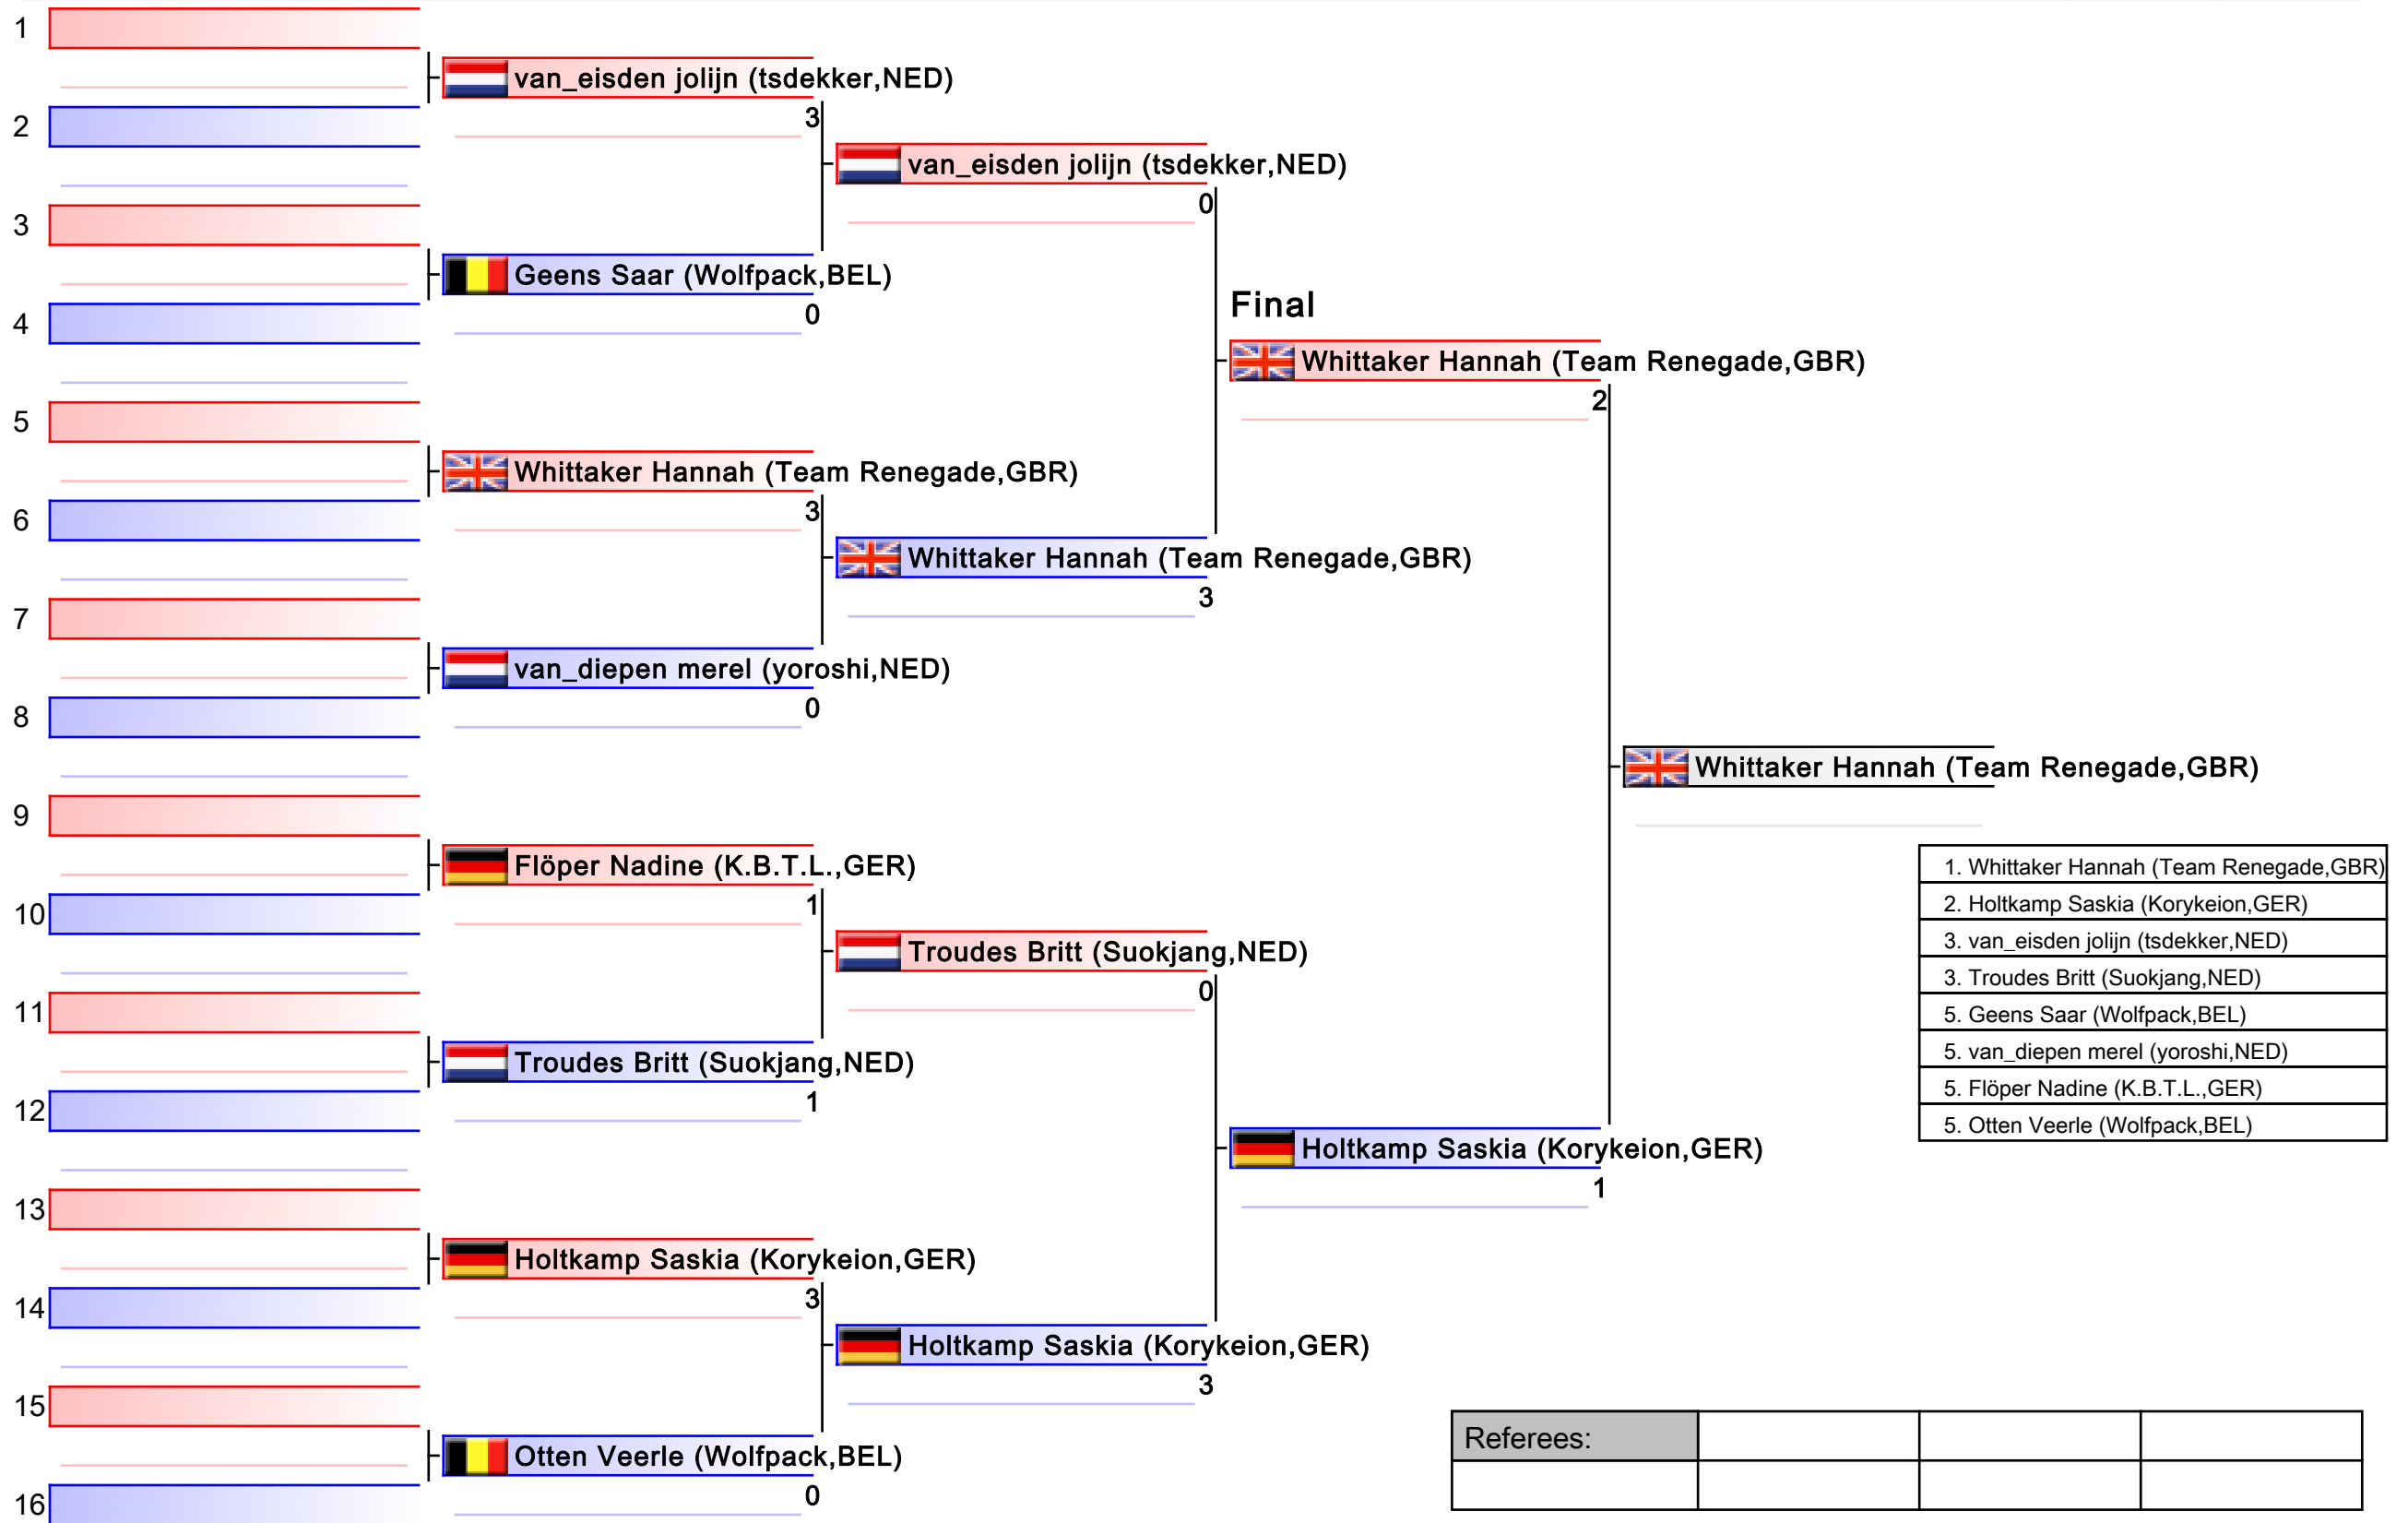 1
van_eisden jolijn (tsdekker,NED)
3
2
van_eisden jolijn (tsdekker,NED)
0
3
Geens Saar (Wolfpack,BEL)
0
4
Final
Whittaker Hannah (Team Renegade,GBR)
2
5
Whittaker Hannah (Team Renegade,GBR)
3
6
Whittaker Hannah (Team Renegade,GBR)
3
7
van_diepen merel (yoroshi,NED)
0
8
Whittaker Hannah (Team Renegade,GBR)
9
Flöper Nadine (K.B.T.L.,GER)
1
10
Troudes Britt (Suokjang,NED)
0
11
Troudes Britt (Suokjang,NED)
1
12
Holtkamp Saskia (Korykeion,GER)
1
13
Holtkamp Saskia (Korykeion,GER)
3
14
Holtkamp Saskia (Korykeion,GER)
3
15
Otten Veerle (Wolfpack,BEL)
0
16
1. Whittaker Hannah (Team Renegade,GBR)
2. Holtkamp Saskia (Korykeion,GER)
3. van_eisden jolijn (tsdekker,NED)
3. Troudes Britt (Suokjang,NED)
5. Geens Saar (Wolfpack,BEL)
5. van_diepen merel (yoroshi,NED)
5. Flöper Nadine (K.B.T.L.,GER)
5. Otten Veerle (Wolfpack,BEL)
Referees: